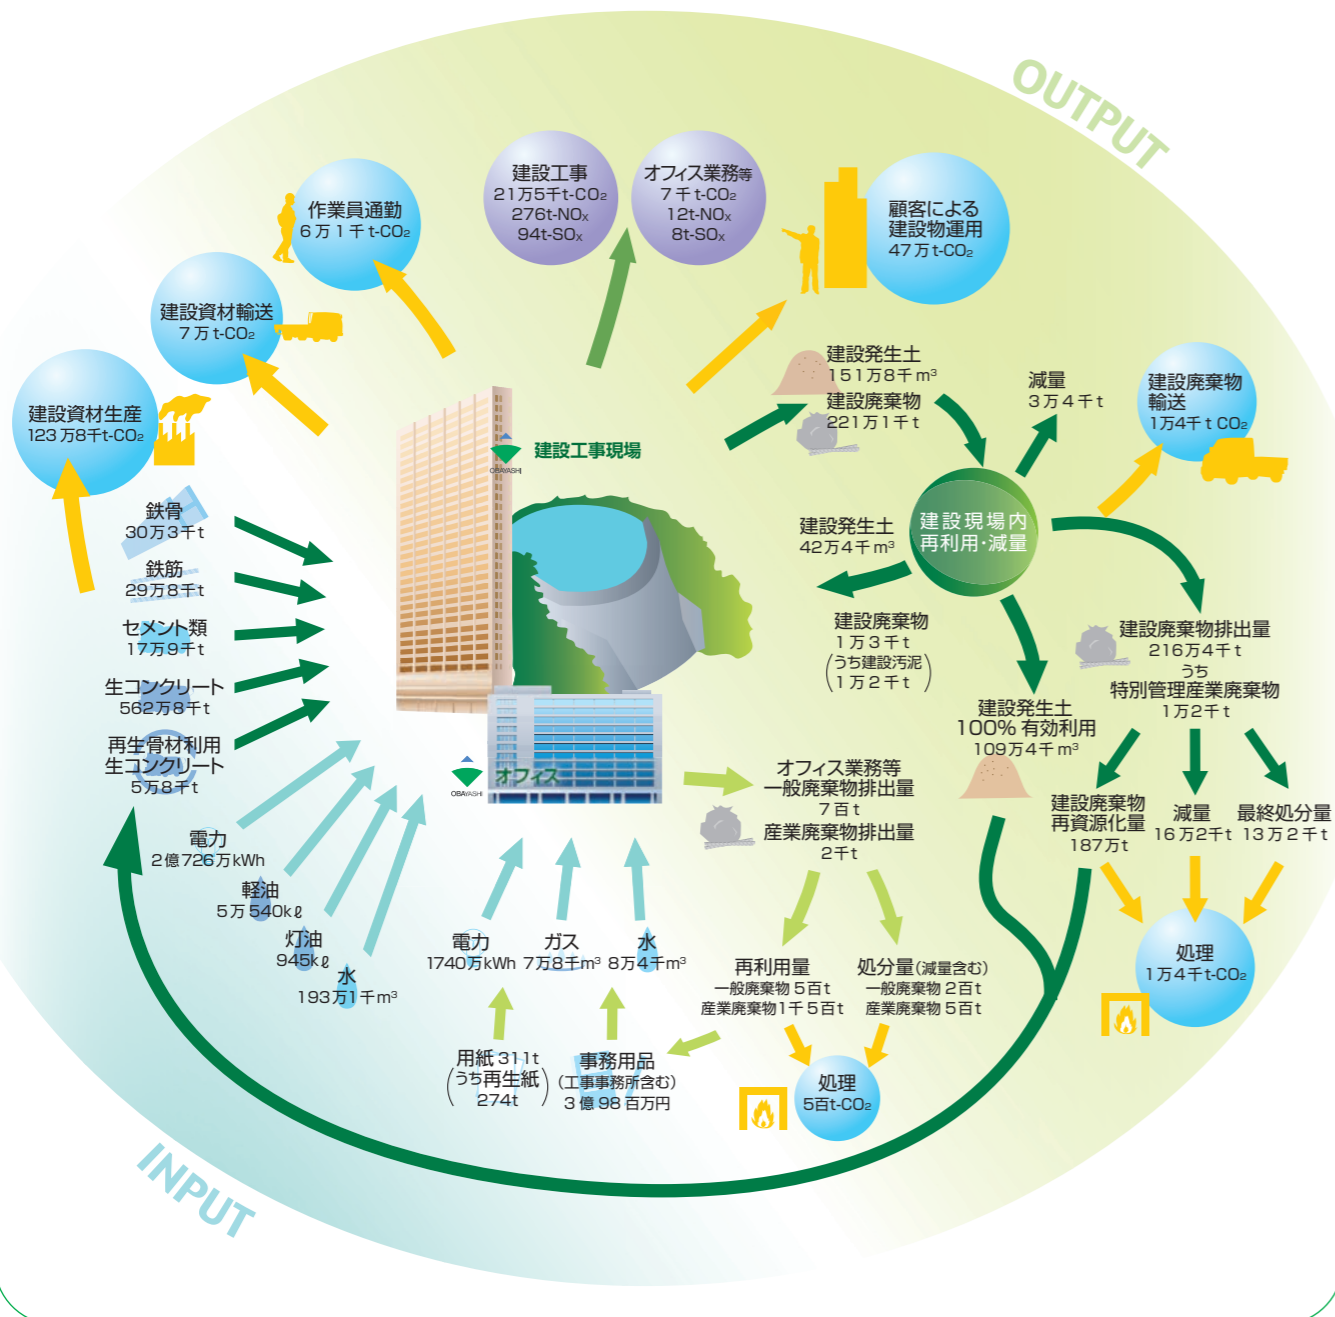 OUTPUT
建設工事
21万5千t-CO2
276t-NOx
94t-SOx
オフィス業務等
7千t-CO2
12t-NOx
8t-SOx
顧客による
建設物運用
47万t-CO2
作業員通勤
6万1千t-CO2
建設資材輸送
7万t-CO2
建設資材生産
123万8千t-CO2
建設発生土
151万8千m³
建設廃棄物
221万1千t
減量
3万4千t
建設廃棄物
輸送
1万4千t CO2
OBAYASHI
建設工事現場
建設現場内
再利用・減量
建設発生土
42万4千m³
建設廃棄物
1万3千t
(うち建設汚泥
1万2千t)
鉄骨
30万3千t
鉄筋
29万8千t
セメント類
17万9千t
生コンクリート
562万8千t
再生骨材利用
生コンクリート
5万8千t
建設廃棄物排出量
216万4千t
うち
特別管理産業廃棄物
1万2千t
建設発生土
100% 有効利用
109万4千m³
OBAYASHI
オフィス
オフィス業務等
一般廃棄物排出量
7百t
産業廃棄物排出量
2千t
建設廃棄物
再資源化量
187万t
減量
16万2千t
最終処分量
13万2千t
電力
2億726万kWh
軽油
5万540kℓ
灯油
945kℓ
水
193万1千m³
電力
1740万kWh
ガス
7万8千m³
水
8万4千m³
再利用量
一般廃棄物 5百t
産業廃棄物1千5百t
処分量(減量含む)
一般廃棄物 2百t
産業廃棄物 5百t
処理
1万4千t-CO2
用紙 311t
(うち再生紙
274t)
事務用品
(工事事務所含む)
3億98百万円
処理
5百t-CO2
INPUT